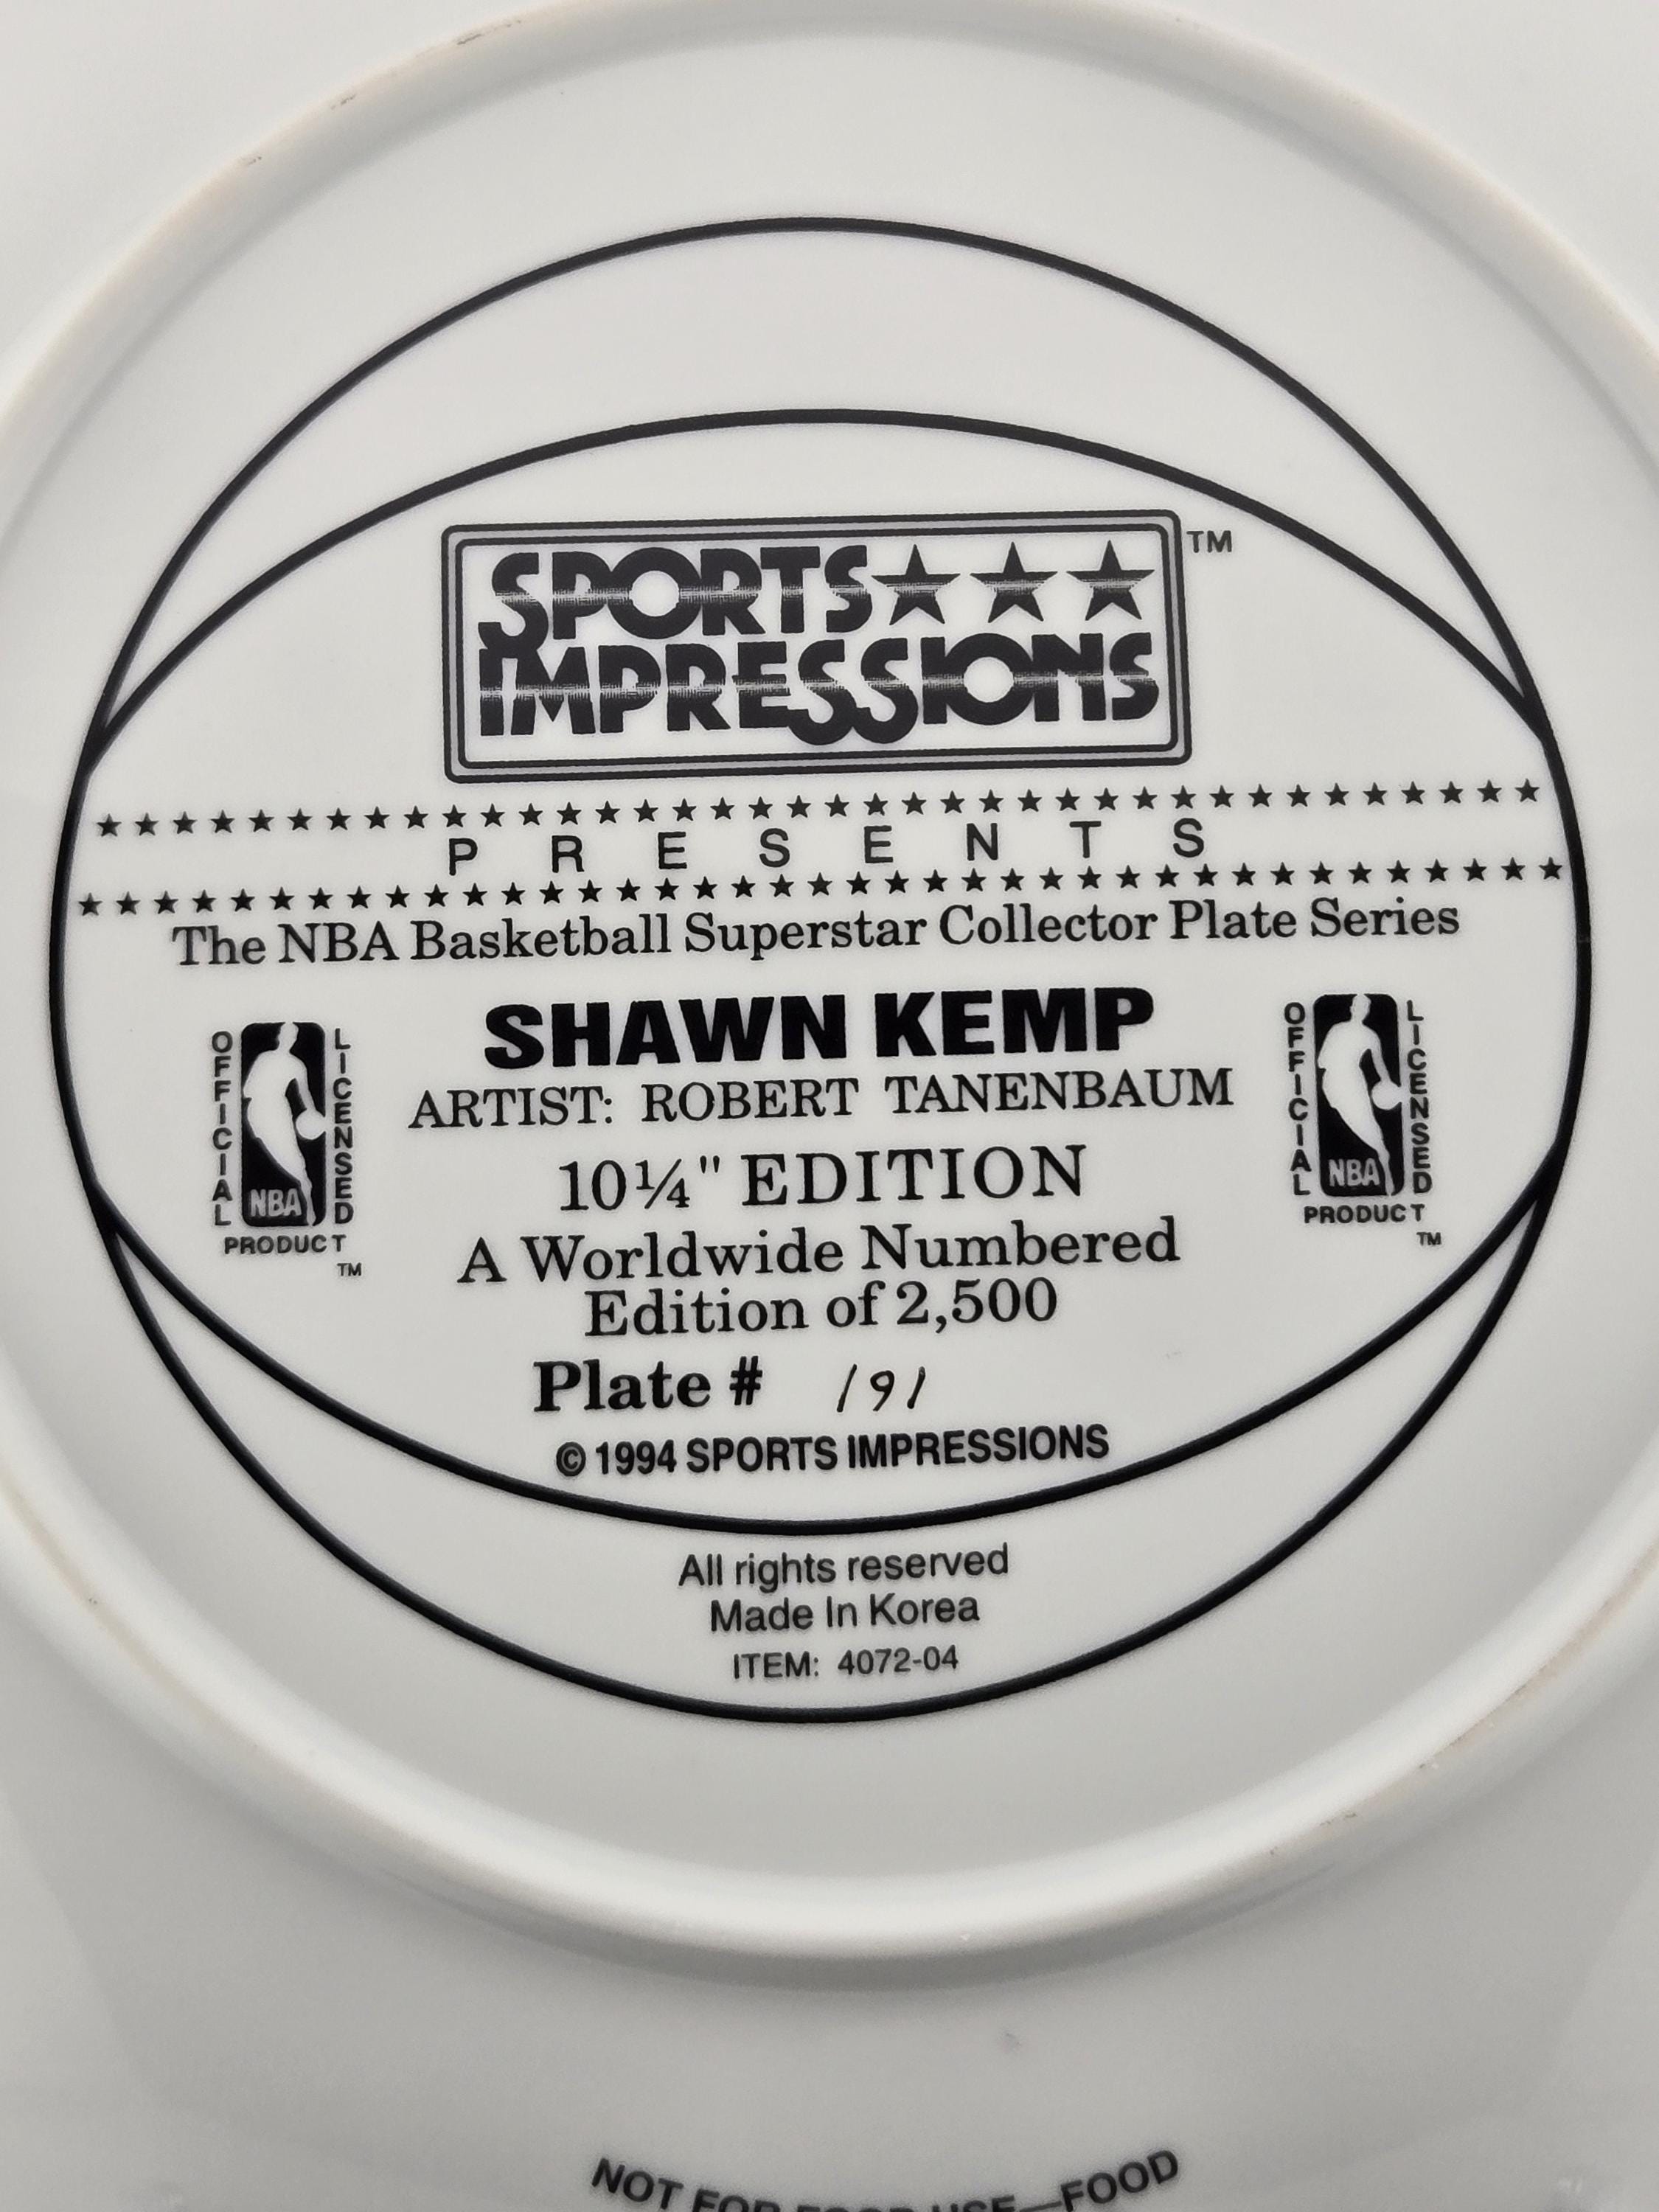 SPORTS★★★ TM
IMPRESSIONS
PRESENTS
The NBA Basketball Superstar Collector Plate Series
SHAWN KEMP
ARTIST: ROBERT TANENBAUM
OFFICIAL LICENSED
NBA
PRODUCT
TM
OFFICIAL LICENSED
NBA
PRODUCT
TM
10¼" EDITION
A Worldwide Numbered
Edition of 2,500
Plate # 191
© 1994 SPORTS IMPRESSIONS
All rights reserved
Made In Korea
ITEM: 4072-04
NOT FOR FOOD USE—FOOD